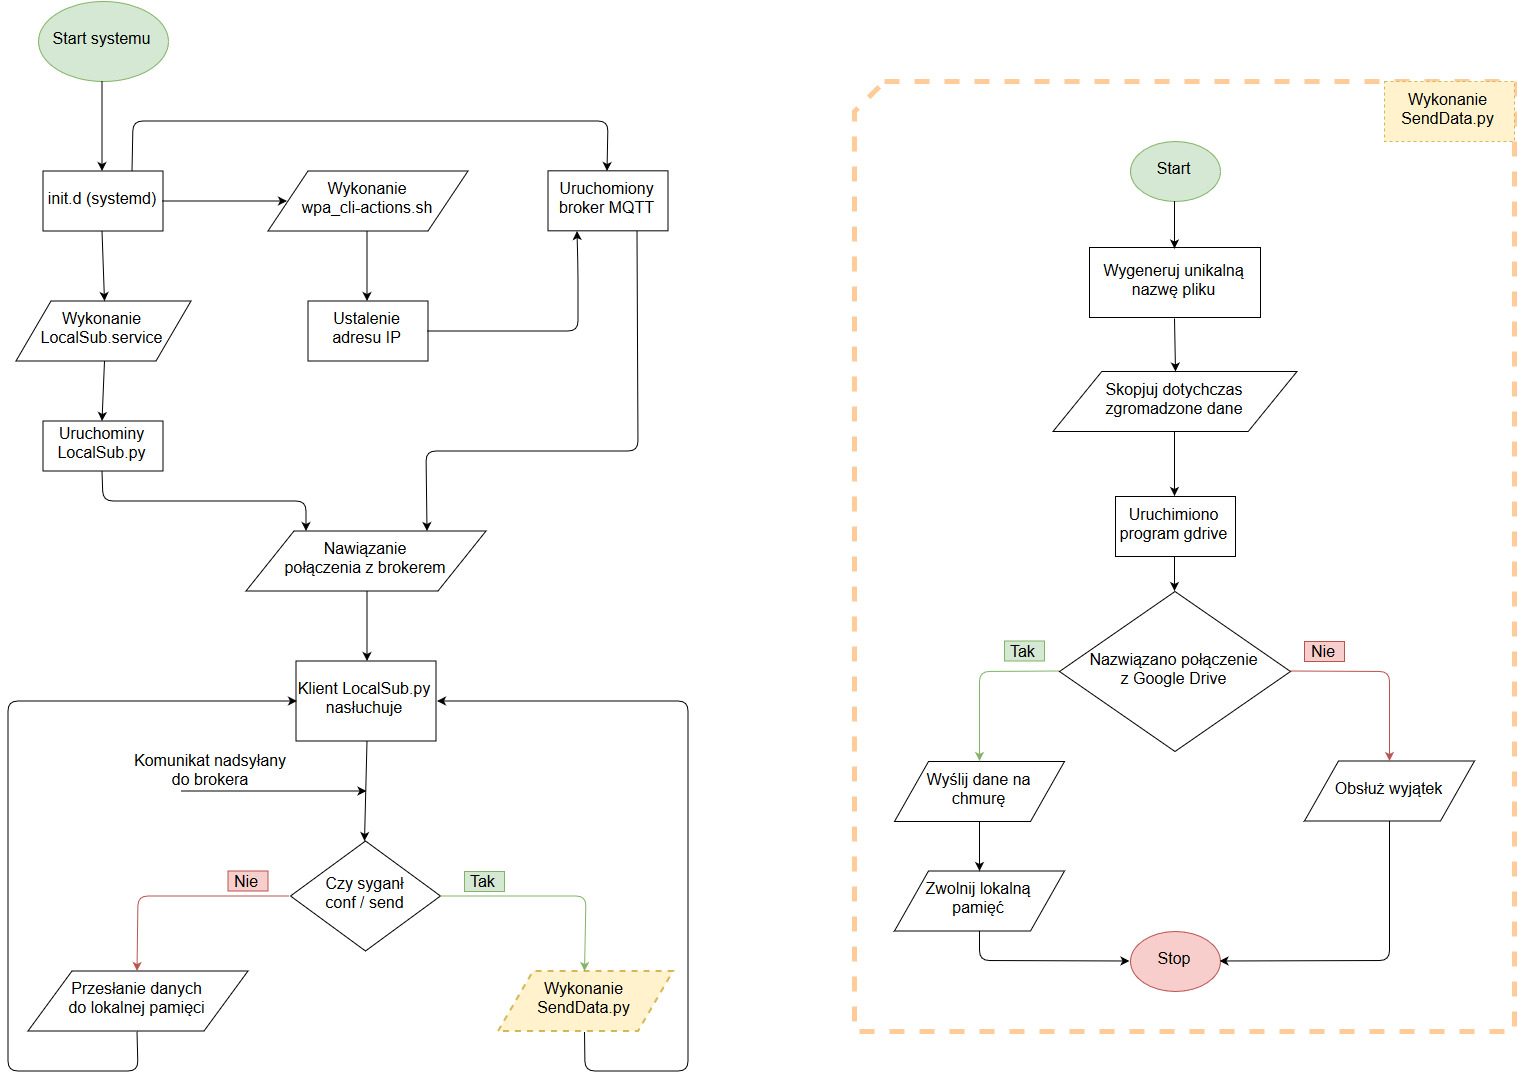 Start systemu
init.d (systemd)
Wykonanie
wpa_cli-actions.sh
Uruchomiony
broker MQTT
Wykonanie
LocalSub.service
Ustalenie
adresu IP
Uruchominy
LocalSub.py
Nawiązanie
połączenia z brokerem
Klient LocalSub.py
nasłuchuje
Komunikat nadsyłany
do brokera
Czy syganł
conf / send
Nie
Tak
Przesłanie danych
do lokalnej pamięci
Wykonanie
SendData.py
Wykonanie
SendData.py
Start
Wygeneruj unikalną
nazwę pliku
Skopjuj dotychczas
zgromadzone dane
Uruchimiono
program gdrive
Nazwiązano połączenie
z Google Drive
Tak
Nie
Wyślij dane na
chmurę
Obsłuż wyjątek
Zwolnij lokalną
pamięć
Stop